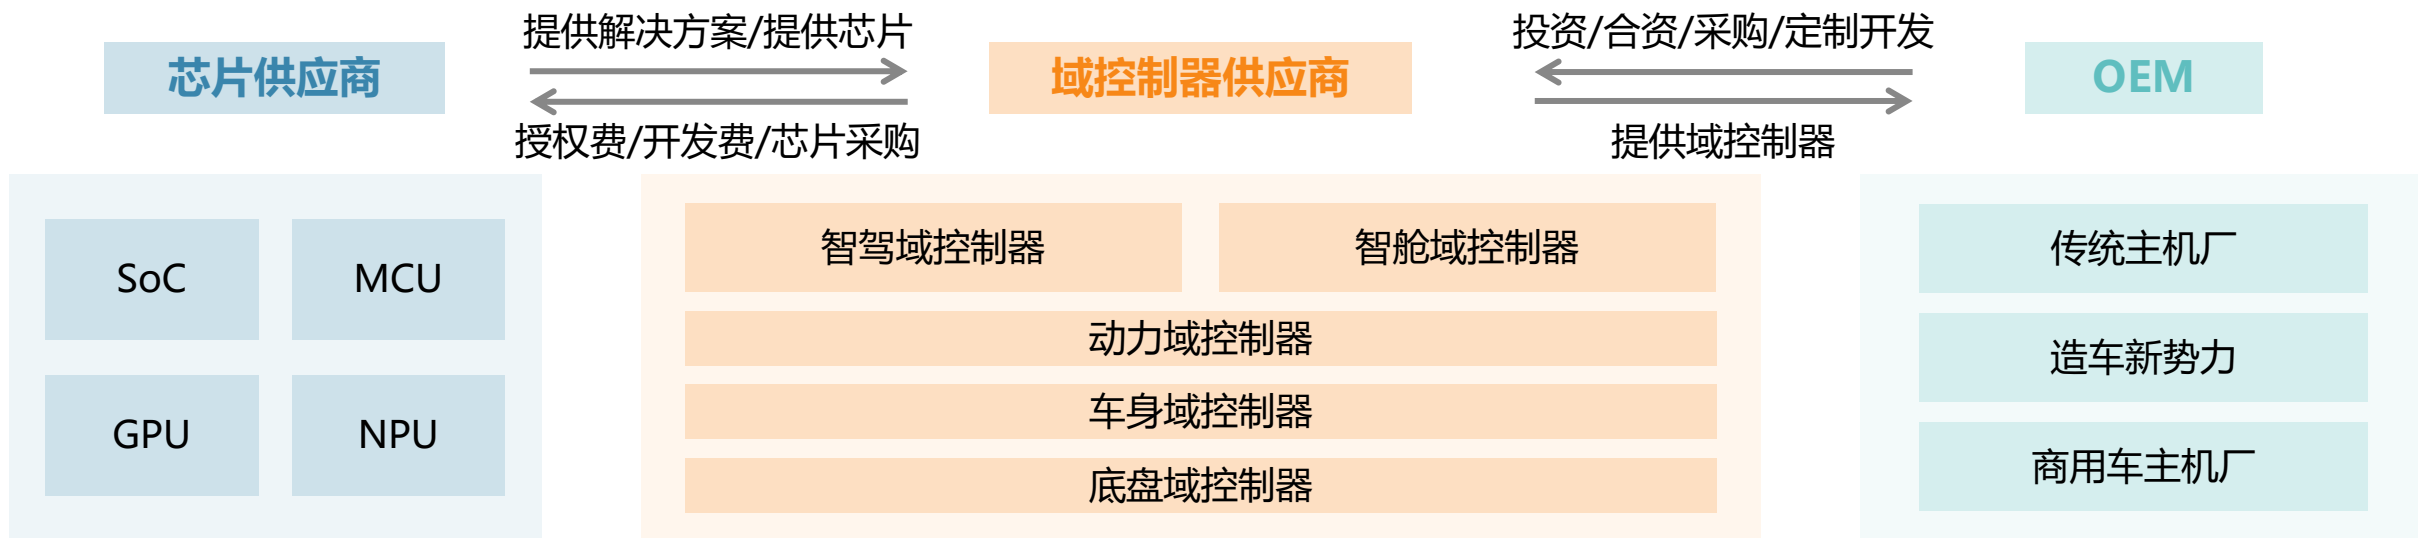 提供解决方案/提供芯片
投资/合资/采购/定制开发
芯片供应商
域控制器供应商
OEM
授权费/开发费/芯片采购
提供域控制器
SoC
MCU
GPU
NPU
智驾域控制器
智舱域控制器
动力域控制器
车身域控制器
底盘域控制器
传统主机厂
造车新势力
商用车主机厂